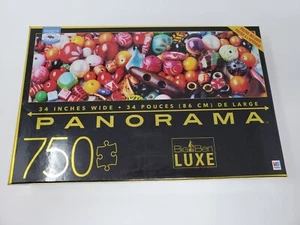 34 INCHES WIDE • 34 POUCES (86 CM) DE LARGE
PANORAMA
750
Big Ben
LUXE